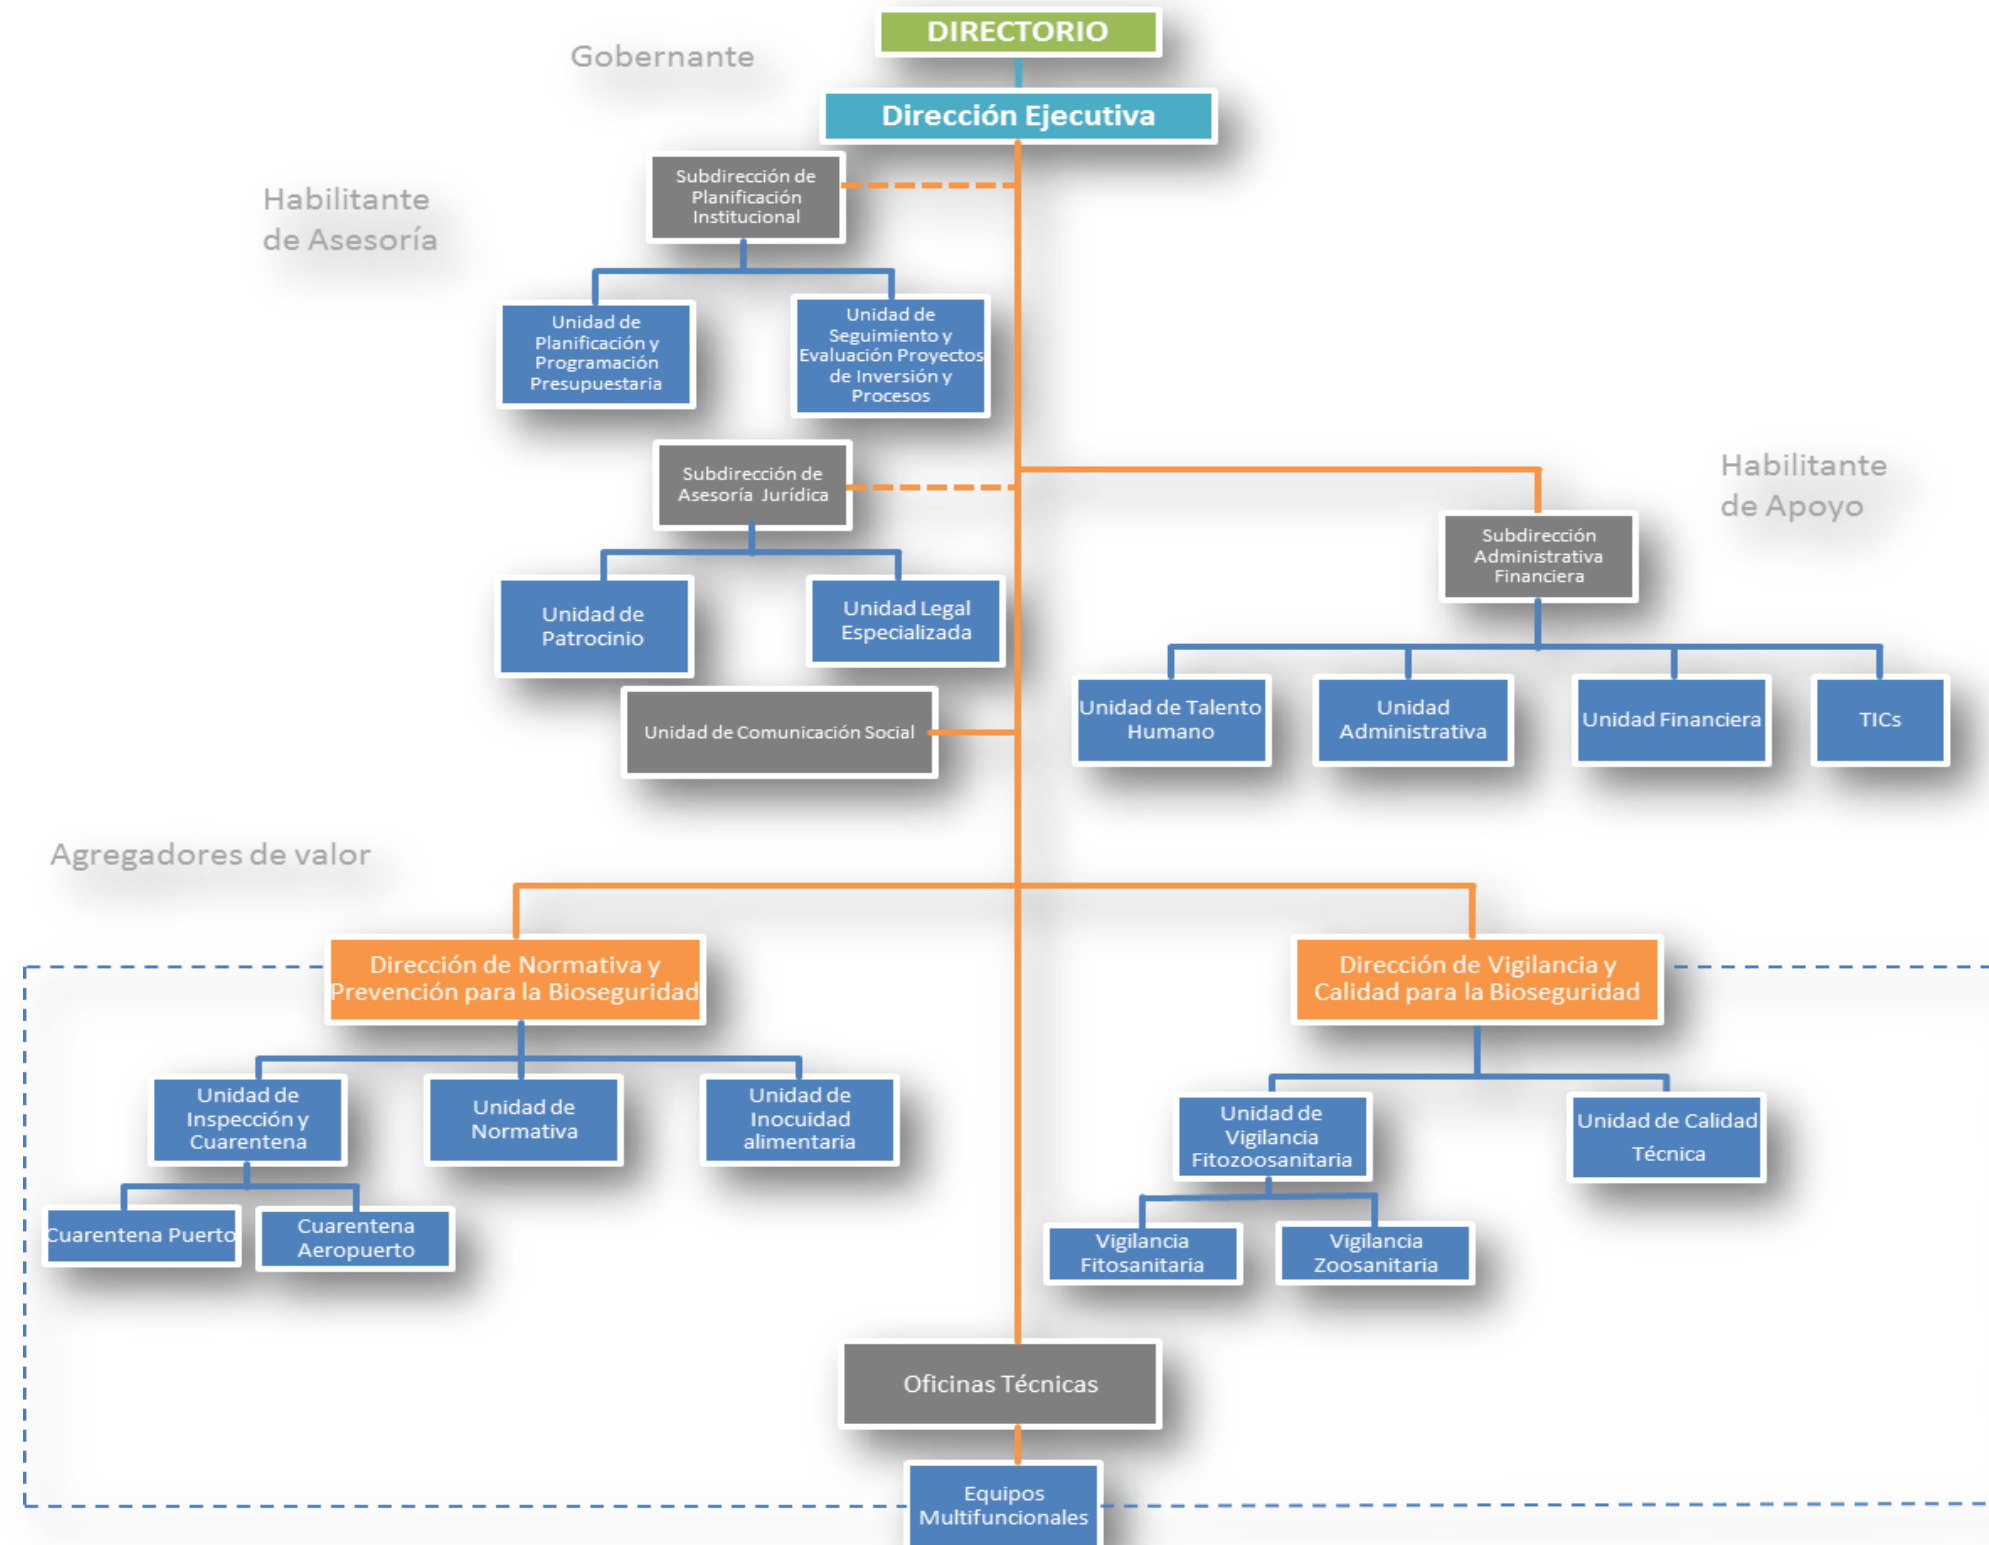 DIRECTORIO
Gobernante
Dirección Ejecutiva
Subdirección de
Planificación
Institucional
Habilitante
de Asesoría
Unidad de
Planificación y
Programación
Presupuestaria
Unidad de
Seguimiento y
Evaluación Proyectos
de Inversión y
Procesos
Subdirección de
Asesoría Jurídica
Habilitante
de Apoyo
Subdirección
Administrativa
Financiera
Unidad de
Patrocinio
Unidad Legal
Especializada
Unidad de Comunicación Social
Unidad de Talento
Humano
Unidad
Administrativa
Unidad Financiera
TICs
Agregadores de valor
Dirección de Normativa y
Prevención para la Bioseguridad
Dirección de Vigilancia y
Calidad para la Bioseguridad
Unidad de
Inspección y
Cuarentena
Unidad de
Normativa
Unidad de
Inocuidad
alimentaria
Unidad de
Vigilancia
Fitozoosanitaria
Unidad de Calidad
Técnica
Cuarentena Puerto
Cuarentena
Aeropuerto
Vigilancia
Fitosanitaria
Vigilancia
Zoosanitaria
Oficinas Técnicas
Equipos
Multifuncionales